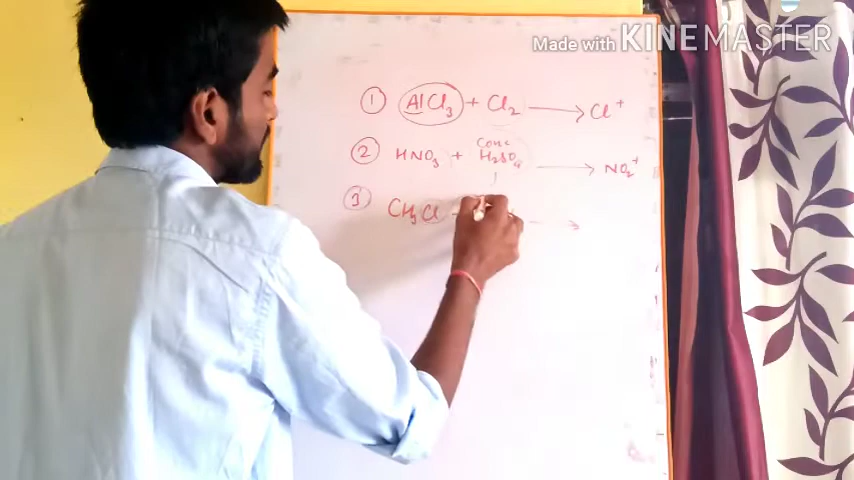 Made with KINEMASTER
① AlCl₃ + Cl₂ ⟶ Cl⁺
Conc
② HNO₃ + H₂SO₄ ⟶ NO₂⁺
③ CH₃Cl ⟶